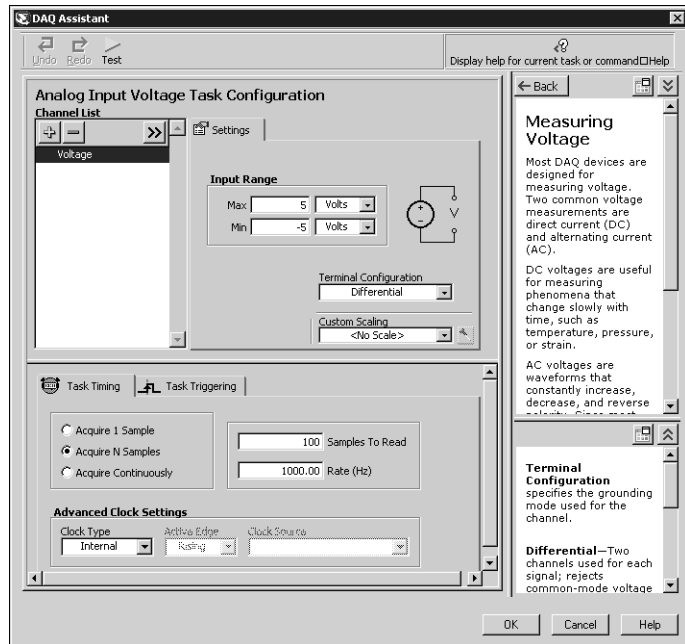 DAQ Assistant
Undo
Redo
Test
Display help for current task or command□Help
Analog Input Voltage Task Configuration
Channel List
Voltage
Settings
Input Range
Max
5
Volts
Min
-5
Volts
V
Terminal Configuration
Differential
Custom Scaling
<No Scale>
Task Timing
Task Triggering
Acquire 1 Sample
Acquire N Samples
Acquire Continuously
100
Samples To Read
1000.00
Rate (Hz)
Advanced Clock Settings
Clock Type
Internal
Active Edge
Rising
Clock Source
Back
Measuring
Voltage
Most DAQ devices are
designed for
measuring voltage.
Two common voltage
measurements are
direct current (DC)
and alternating current
(AC).
DC voltages are useful
for measuring
phenomena that
change slowly with
time, such as
temperature, pressure,
or strain.
AC voltages are
waveforms that
constantly increase,
decrease, and reverse
polarity. Since most
Terminal
Configuration
specifies the grounding
mode used for the
channel.
Differential—Two
channels used for each
signal; rejects
common-mode voltage
OK
Cancel
Help